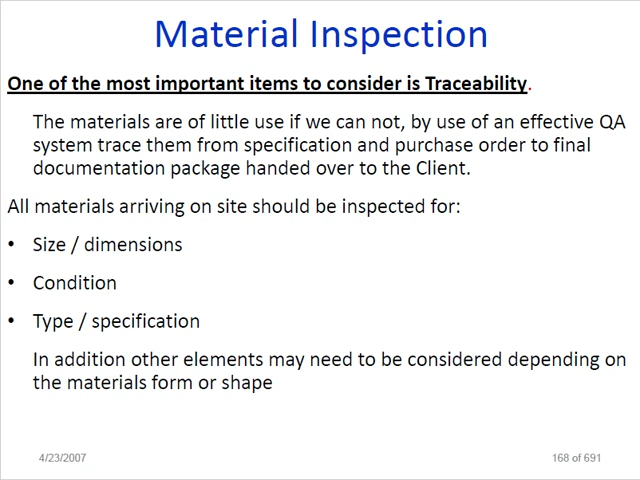 Material Inspection
One of the most important items to consider is Traceability.
The materials are of little use if we can not, by use of an effective QA
system trace them from specification and purchase order to final
documentation package handed over to the Client.
All materials arriving on site should be inspected for:
• Size / dimensions
• Condition
• Type / specification
In addition other elements may need to be considered depending on
the materials form or shape
4/23/2007
168 of 691